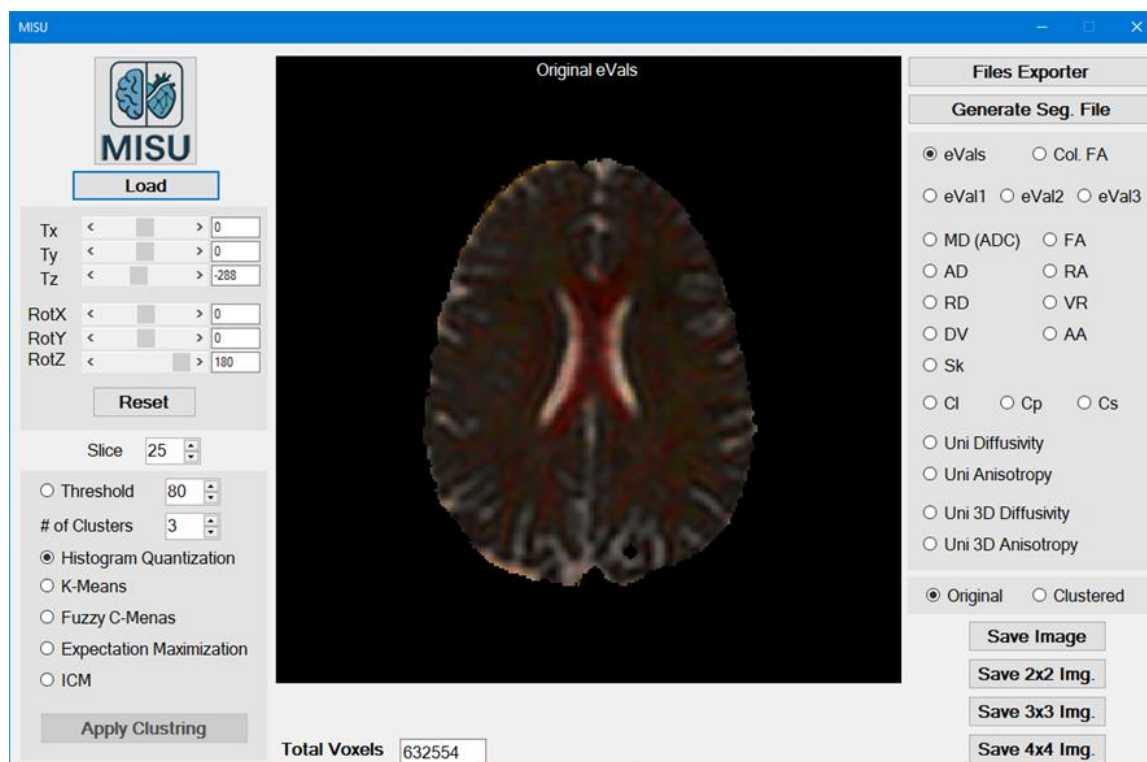 MISU
MISU
Load
Tx < > 0
Ty < > 0
Tz < > -288
RotX < > 0
RotY < > 0
RotZ < > 180
Reset
Slice 25
Threshold 80
# of Clusters 3
Histogram Quantization
K-Means
Fuzzy C-Menas
Expectation Maximization
ICM
Apply Clustring
Original eVals
Total Voxels 632554
Files Exporter
Generate Seg. File
eVals Col. FA
eVal1 eVal2 eVal3
MD (ADC) FA
AD RA
RD VR
DV AA
Sk
Cl Cp Cs
Uni Diffusivity
Uni Anisotropy
Uni 3D Diffusivity
Uni 3D Anisotropy
Original Clustered
Save Image
Save 2x2 Img.
Save 3x3 Img.
Save 4x4 Img.